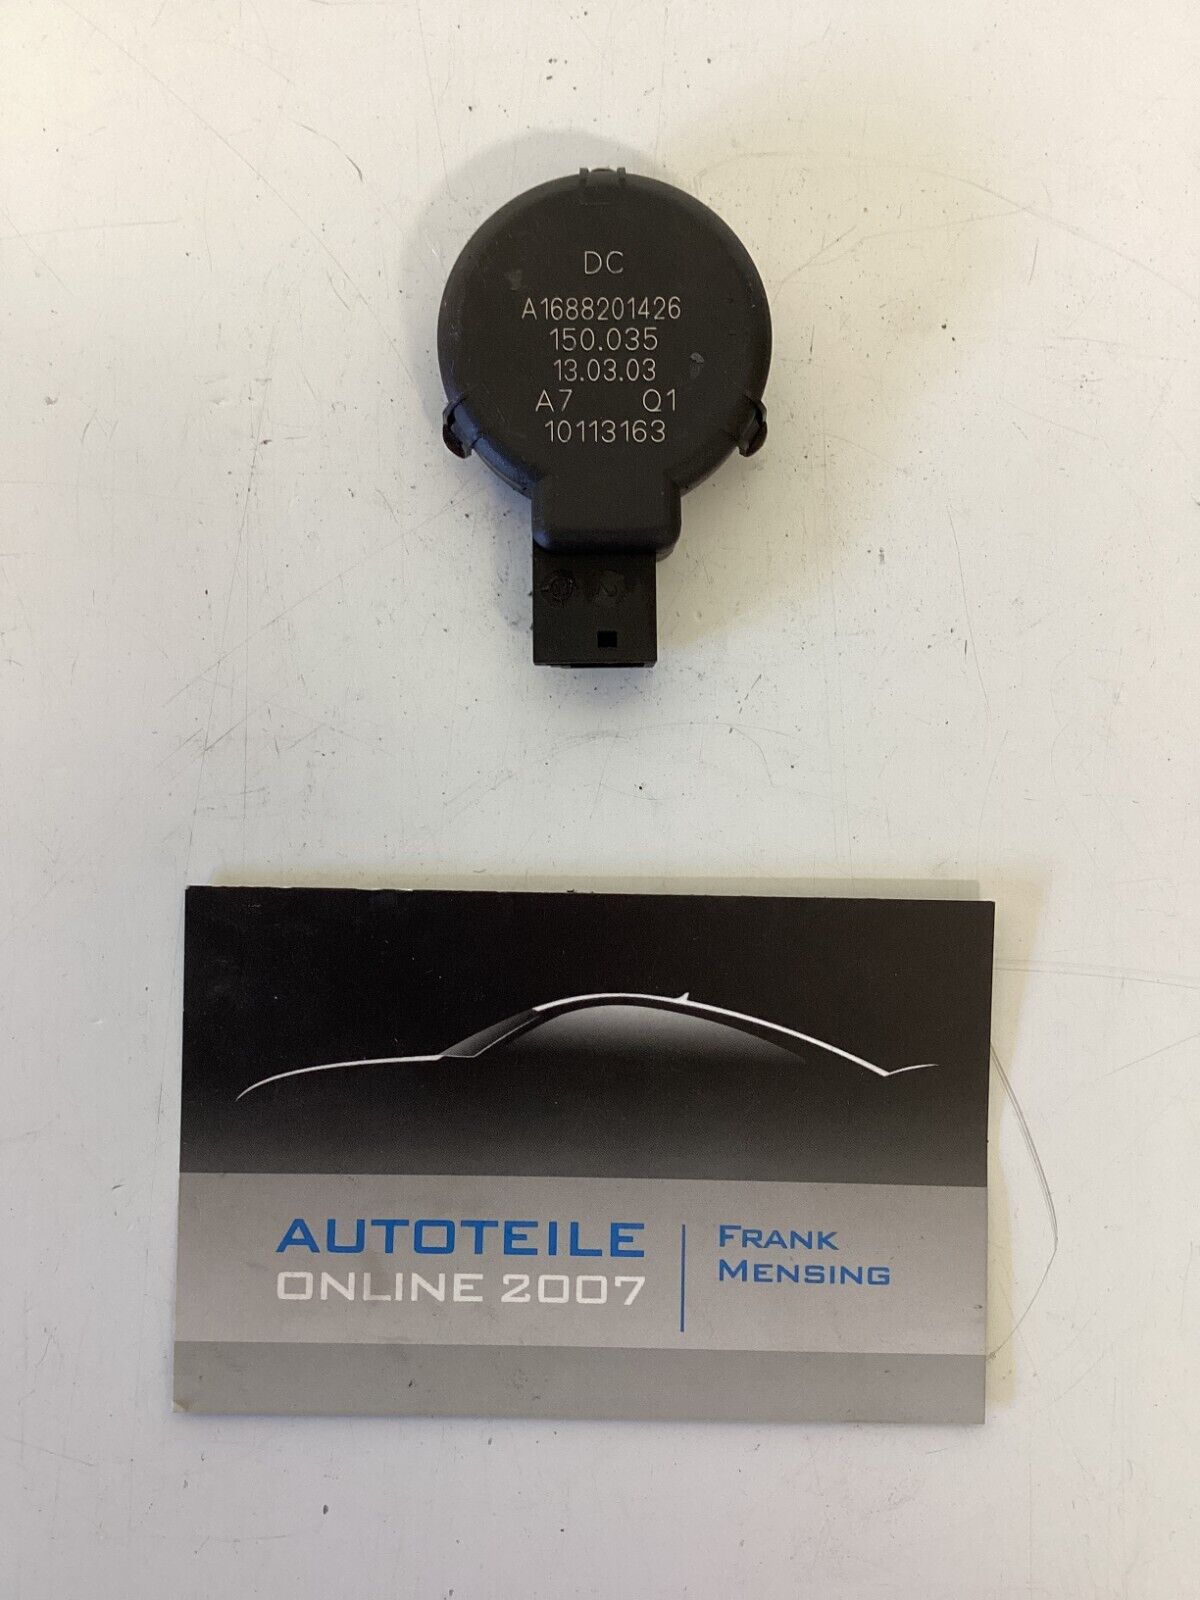 DC
A1688201426
150.035
13.03.03
A7 Q1
10113163
AUTOTEILE
ONLINE 2007
FRANK
MENSING